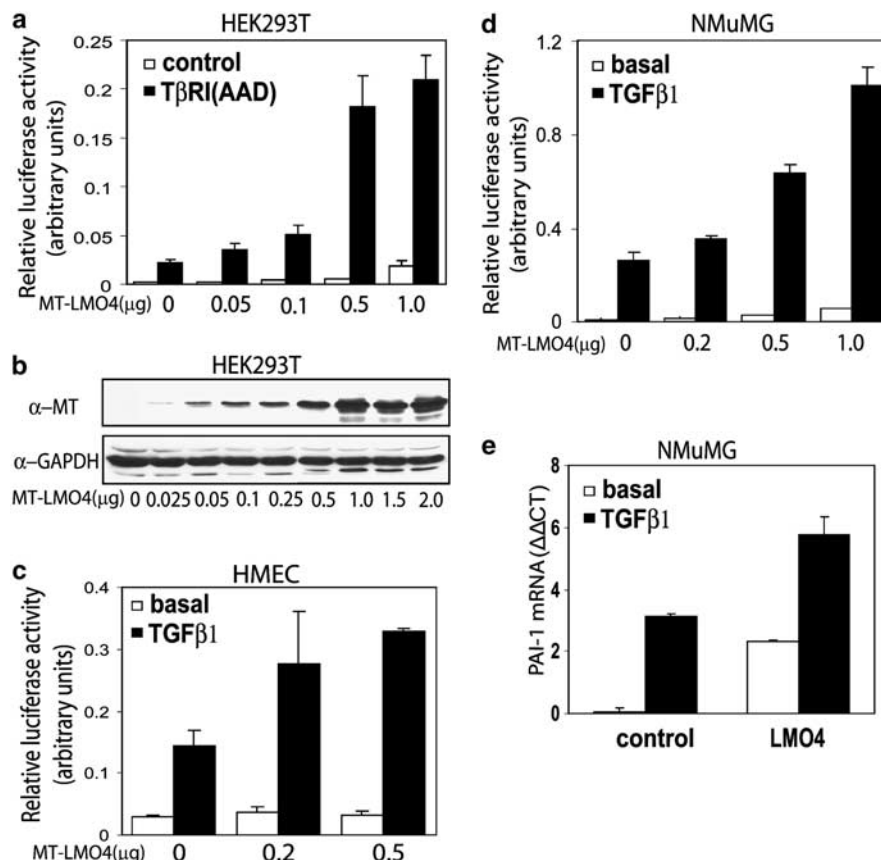 a
HEK293T
Relative luciferase activity
(arbitrary units)
0.25
0.2
0.15
0.1
0.05
0
control
TβRI(AAD)
MT-LMO4(μg) 0 0.05 0.1 0.5 1.0
b
HEK293T
α–MT
α–GAPDH
MT-LMO4(μg) 0 0.025 0.05 0.1 0.25 0.5 1.0 1.5 2.0
c
HMEC
Relative luciferase activity
(arbitrary units)
0.4
0.3
0.2
0.1
0
basal
TGFβ1
MT-LMO4(μg) 0 0.2 0.5
d
NMuMG
Relative luciferase activity
(arbitrary units)
1.2
0.8
0.4
0
basal
TGFβ1
MT-LMO4(μg) 0 0.2 0.5 1.0
e
NMuMG
PAI-1 mRNA (ΔΔCT)
8
6
4
2
0
basal
TGFβ1
control LMO4